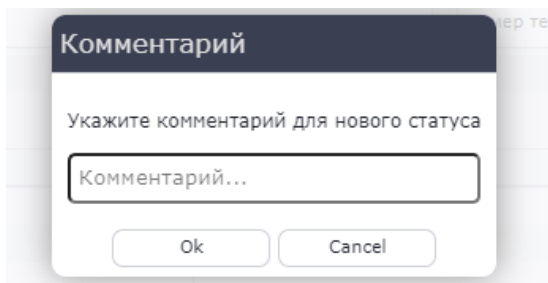 Комментарий
Укажите комментарий для нового статуса
Комментарий...
Ok
Cancel